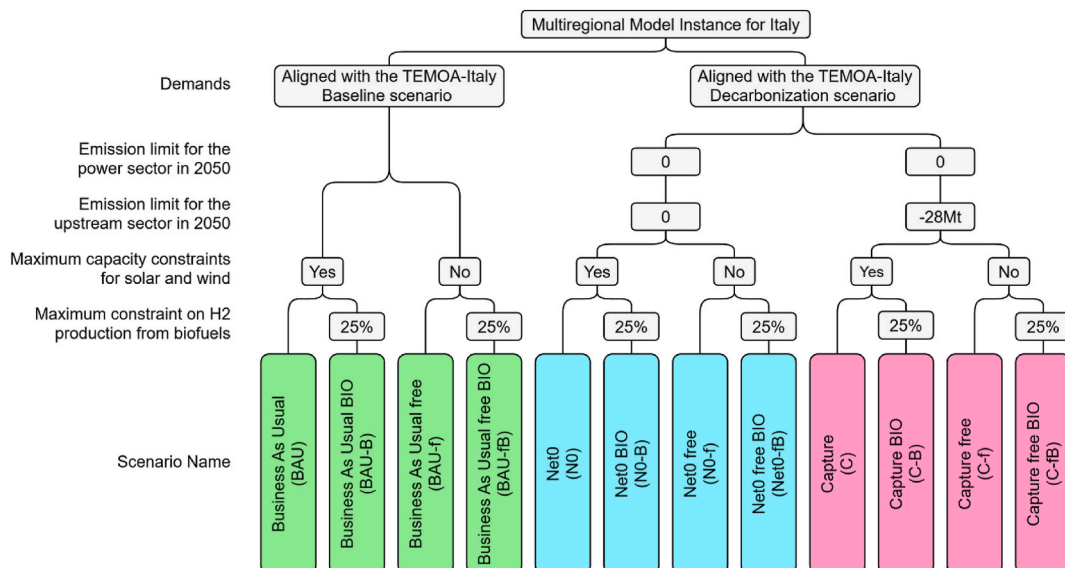 Multiregional Model Instance for Italy
Demands
Aligned with the TEMOA-Italy
Baseline scenario
Aligned with the TEMOA-Italy
Decarbonization scenario
Emission limit for the
power sector in 2050
0
0
Emission limit for the
upstream sector in 2050
0
-28Mt
Maximum capacity constraints
for solar and wind
Yes
No
Yes
No
Yes
No
Maximum constraint on H2
production from biofuels
25%
25%
25%
25%
25%
25%
Scenario Name
Business As Usual
(BAU)
Business As Usual BIO
(BAU-B)
Business As Usual free
(BAU-f)
Business As Usual free BIO
(BAU-fB)
Net0
(N0)
Net0 BIO
(N0-B)
Net0 free
(N0-f)
Net0 free BIO
(Net0-fB)
Capture
(C)
Capture BIO
(C-B)
Capture free
(C-f)
Capture free BIO
(C-fB)